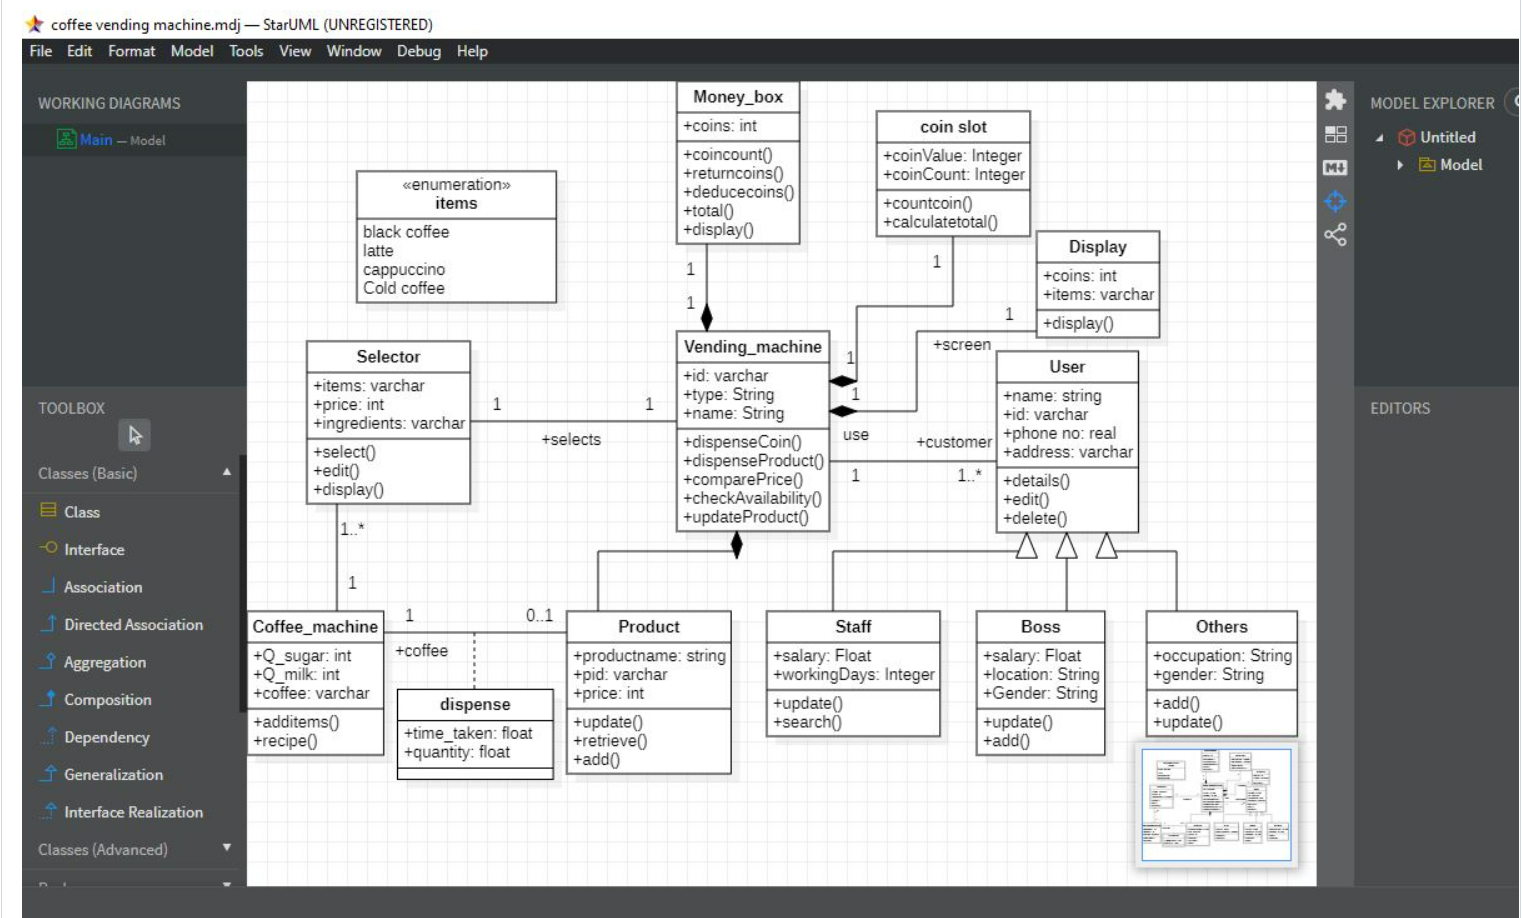 coffee vending machine.mdj — StarUML (UNREGISTERED)
File Edit Format Model Tools View Window Debug Help
WORKING DIAGRAMS
Main — Model
TOOLBOX
Classes (Basic)
Class
Interface
Association
Directed Association
Aggregation
Composition
Dependency
Generalization
Interface Realization
Classes (Advanced)
«enumeration»
items
black coffee
latte
cappuccino
Cold coffee
Money_box
+coins: int
+coincount()
+returncoins()
+deducecoins()
+total()
+display()
1
1
coin slot
+coinValue: Integer
+coinCount: Integer
+countcoin()
+calculatetotal()
1
1
Display
+coins: int
+items: varchar
+display()
1
+screen
1
Selector
+items: varchar
+price: int
+ingredients: varchar
+select()
+edit()
+display()
1
1
+selects
Vending_machine
+id: varchar
+type: String
+name: String
+dispenseCoin()
+dispenseProduct()
+comparePrice()
+checkAvailability()
+updateProduct()
use
+customer
1
1..*
User
+name: string
+id: varchar
+phone no: real
+address: varchar
+details()
+edit()
+delete()
1..*
1
Coffee_machine
+Q_sugar: int
+Q_milk: int
+coffee: varchar
+additems()
+recipe()
1
0..1
+coffee
dispense
+time_taken: float
+quantity: float
Product
+productname: string
+pid: varchar
+price: int
+update()
+retrieve()
+add()
Staff
+salary: Float
+workingDays: Integer
+update()
+search()
Boss
+salary: Float
+location: String
+Gender: String
+update()
+add()
Others
+occupation: String
+gender: String
+add()
+update()
M
MODEL EXPLORER
Untitled
Model
EDITORS